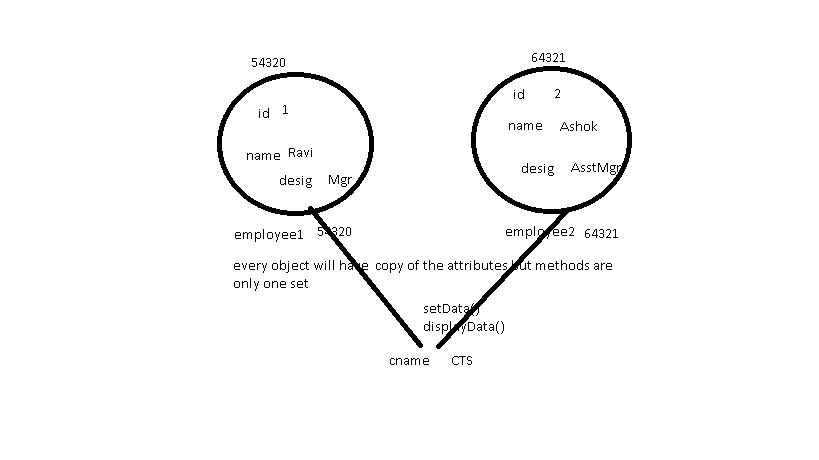 54320
64321
id 1
name Ravi
desig Mgr
id 2
name Ashok
desig AsstMgr
employee1 54320
employee2 64321
every object will have copy of the attributes but methods are
only one set
setData()
displayData()
cname CTS